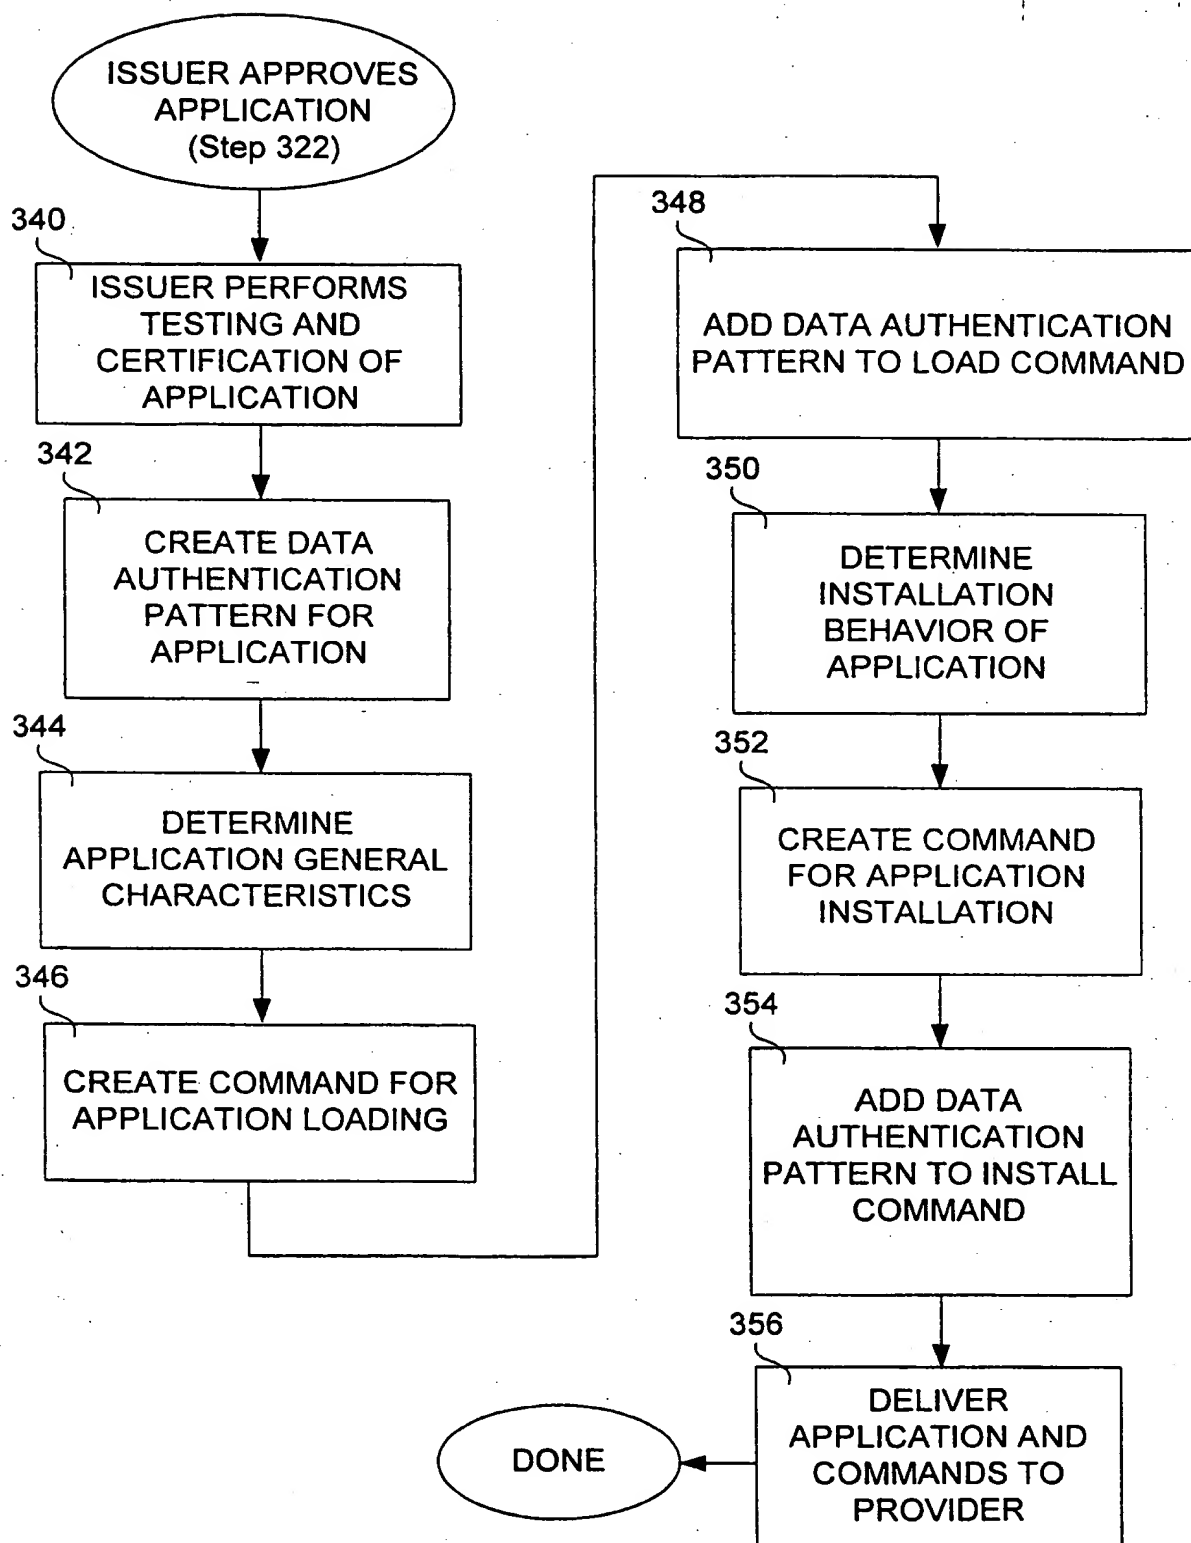 ISSUER APPROVES
APPLICATION
(Step 322)
340
ISSUER PERFORMS
TESTING AND
CERTIFICATION OF
APPLICATION
342
CREATE DATA
AUTHENTICATION
PATTERN FOR
APPLICATION
344
DETERMINE
APPLICATION GENERAL
CHARACTERISTICS
346
CREATE COMMAND FOR
APPLICATION LOADING
348
ADD DATA AUTHENTICATION
PATTERN TO LOAD COMMAND
350
DETERMINE
INSTALLATION
BEHAVIOR OF
APPLICATION
352
CREATE COMMAND
FOR APPLICATION
INSTALLATION
354
ADD DATA
AUTHENTICATION
PATTERN TO INSTALL
COMMAND
356
DELIVER
APPLICATION AND
COMMANDS TO
PROVIDER
DONE